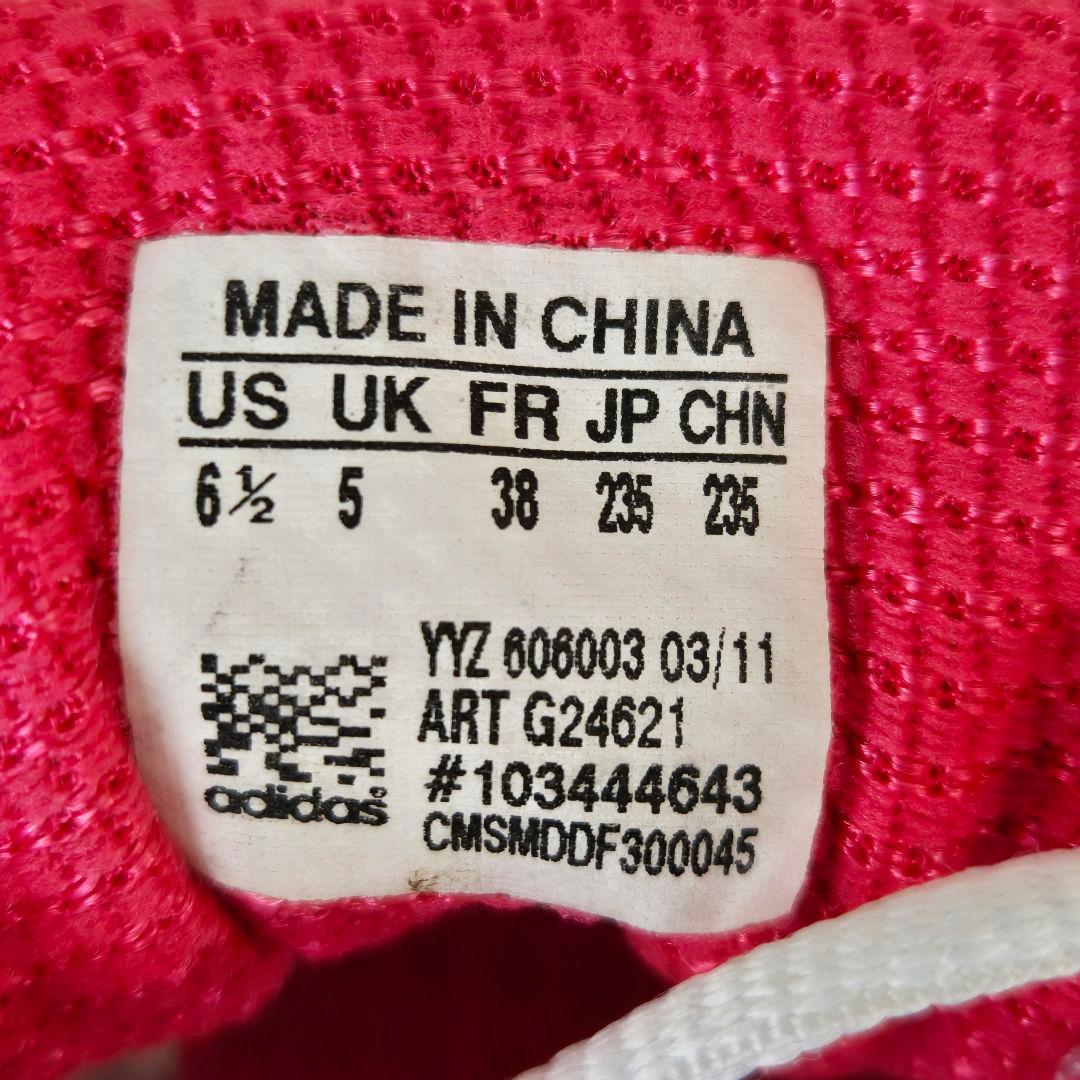 MADE IN CHINA
US UK FR JP CHN
6½ 5 38 235 235
YYZ 606003 03/11
ART G24621
#103444643
CMSMDDF300045
adidas